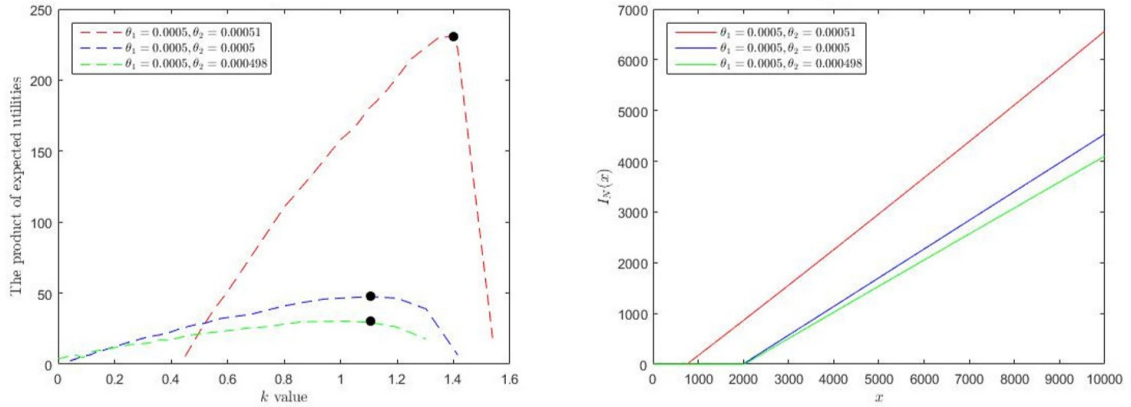 250
200
150
100
50
0
The product of expected utilities
θ₁ = 0.0005, θ₂ = 0.00051
θ₁ = 0.0005, θ₂ = 0.0005
θ₁ = 0.0005, θ₂ = 0.000498
0 0.2 0.4 0.6 0.8 1 1.2 1.4 1.6
k value
7000
6000
5000
4000
3000
2000
1000
0
I_N(x)
θ₁ = 0.0005, θ₂ = 0.00051
θ₁ = 0.0005, θ₂ = 0.0005
θ₁ = 0.0005, θ₂ = 0.000498
0 1000 2000 3000 4000 5000 6000 7000 8000 9000 10000
x